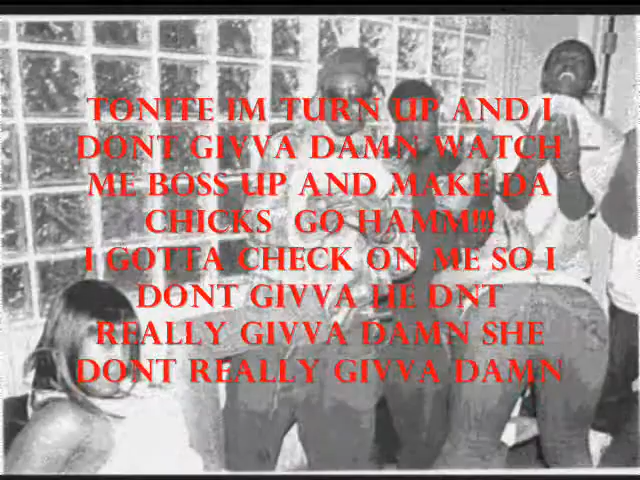 TONITE IM TURN UP AND I
DONT GIVVA DAMN WATCH
ME BOSS UP AND MAKE DA
CHICKS GO HAMM!!!
I GOTTA CHECK ON ME SO I
DONT GIVVA HE DNT
REALLY GIVVA DAMN SHE
DONT REALLY GIVVA DAMN